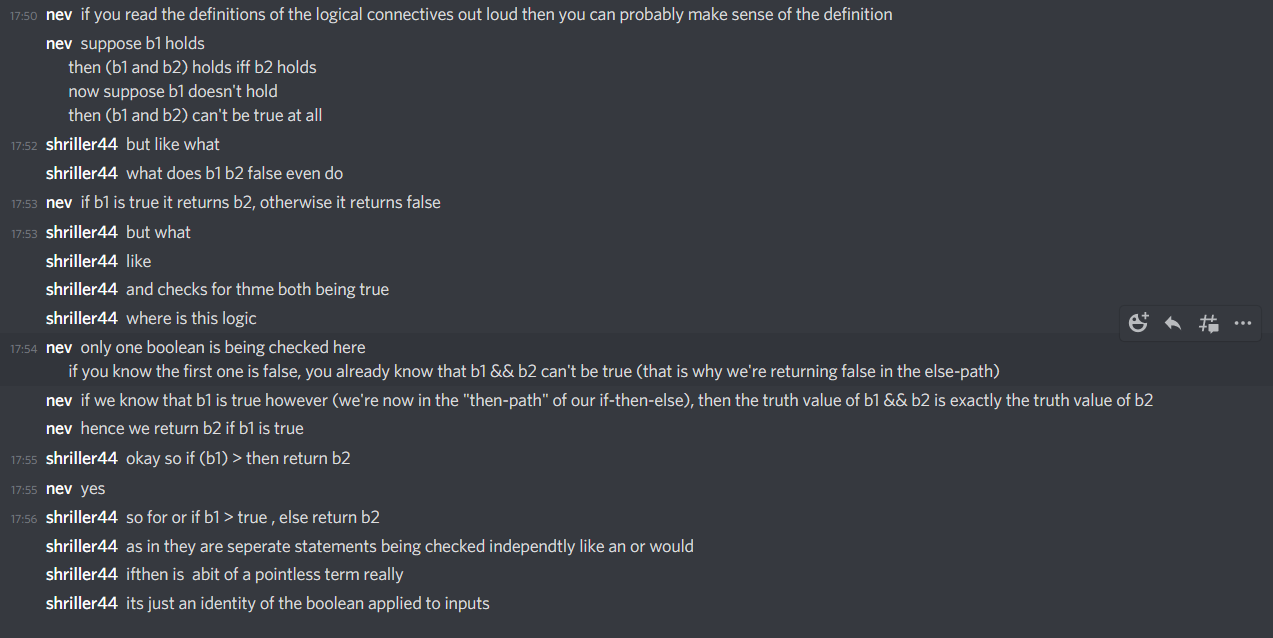 17:50 nev if you read the definitions of the logical connectives out loud then you can probably make sense of the definition
nev suppose b1 holds
then (b1 and b2) holds iff b2 holds
now suppose b1 doesn't hold
then (b1 and b2) can't be true at all
17:52 shriller44 but like what
shriller44 what does b1 b2 false even do
17:53 nev if b1 is true it returns b2, otherwise it returns false
17:53 shriller44 but what
shriller44 like
shriller44 and checks for thme both being true
shriller44 where is this logic
17:54 nev only one boolean is being checked here
if you know the first one is false, you already know that b1 && b2 can't be true (that is why we're returning false in the else-path)
nev if we know that b1 is true however (we're now in the "then-path" of our if-then-else), then the truth value of b1 && b2 is exactly the truth value of b2
nev hence we return b2 if b1 is true
17:55 shriller44 okay so if (b1) > then return b2
17:55 nev yes
17:56 shriller44 so for or if b1 > true , else return b2
shriller44 as in they are seperate statements being checked independtly like an or would
shriller44 ifthen is abit of a pointless term really
shriller44 its just an identity of the boolean applied to inputs